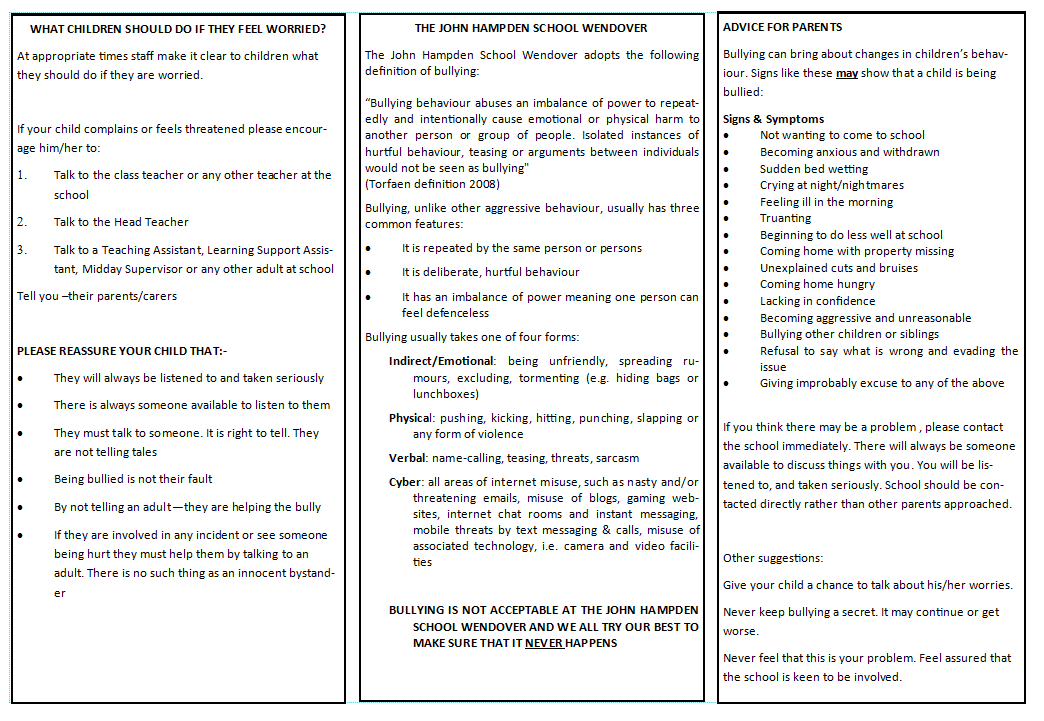 WHAT CHILDREN SHOULD DO IF THEY FEEL WORRIED?
At appropriate times staff make it clear to children what
they should do if they are worried.
If your child complains or feels threatened please encour-
age him/her to:
1. Talk to the class teacher or any other teacher at the
school
2. Talk to the Head Teacher
3. Talk to a Teaching Assistant, Learning Support Assis-
tant, Midday Supervisor or any other adult at school
Tell you –their parents/carers
PLEASE REASSURE YOUR CHILD THAT:-
• They will always be listened to and taken seriously
• There is always someone available to listen to them
• They must talk to someone. It is right to tell. They
are not telling tales
• Being bullied is not their fault
• By not telling an adult—they are helping the bully
• If they are involved in any incident or see someone
being hurt they must help them by talking to an
adult. There is no such thing as an innocent bystand-
er
THE JOHN HAMPDEN SCHOOL WENDOVER
The John Hampden School Wendover adopts the following
definition of bullying:
“Bullying behaviour abuses an imbalance of power to repeat-
edly and intentionally cause emotional or physical harm to
another person or group of people. Isolated instances of
hurtful behaviour, teasing or arguments between individuals
would not be seen as bullying"
(Torfaen definition 2008)
Bullying, unlike other aggressive behaviour, usually has three
common features:
• It is repeated by the same person or persons
• It is deliberate, hurtful behaviour
• It has an imbalance of power meaning one person can
feel defenceless
Bullying usually takes one of four forms:
Indirect/Emotional: being unfriendly, spreading ru-
mours, excluding, tormenting (e.g. hiding bags or
lunchboxes)
Physical: pushing, kicking, hitting, punching, slapping or
any form of violence
Verbal: name-calling, teasing, threats, sarcasm
Cyber: all areas of internet misuse, such as nasty and/or
threatening emails, misuse of blogs, gaming web-
sites, internet chat rooms and instant messaging,
mobile threats by text messaging & calls, misuse of
associated technology, i.e. camera and video facili-
ties
BULLYING IS NOT ACCEPTABLE AT THE JOHN HAMPDEN
SCHOOL WENDOVER AND WE ALL TRY OUR BEST TO
MAKE SURE THAT IT NEVER HAPPENS
ADVICE FOR PARENTS
Bullying can bring about changes in children’s behav-
iour. Signs like these may show that a child is being
bullied:
Signs & Symptoms
• Not wanting to come to school
• Becoming anxious and withdrawn
• Sudden bed wetting
• Crying at night/nightmares
• Feeling ill in the morning
• Truanting
• Beginning to do less well at school
• Coming home with property missing
• Unexplained cuts and bruises
• Coming home hungry
• Lacking in confidence
• Becoming aggressive and unreasonable
• Bullying other children or siblings
• Refusal to say what is wrong and evading the
issue
• Giving improbably excuse to any of the above
If you think there may be a problem , please contact
the school immediately. There will always be someone
available to discuss things with you. You will be lis-
tened to, and taken seriously. School should be con-
tacted directly rather than other parents approached.
Other suggestions:
Give your child a chance to talk about his/her worries.
Never keep bullying a secret. It may continue or get
worse.
Never feel that this is your problem. Feel assured that
the school is keen to be involved.